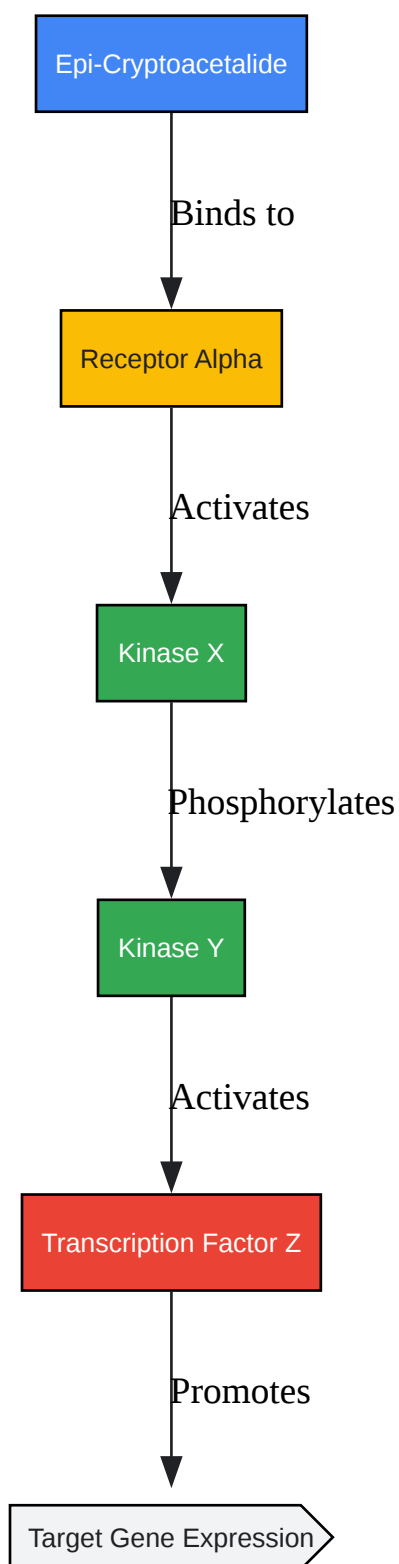 Epi-Cryptoacetalide
Binds to
Receptor Alpha
Activates
Kinase X
Phosphorylates
Kinase Y
Activates
Transcription Factor Z
Promotes
Target Gene Expression